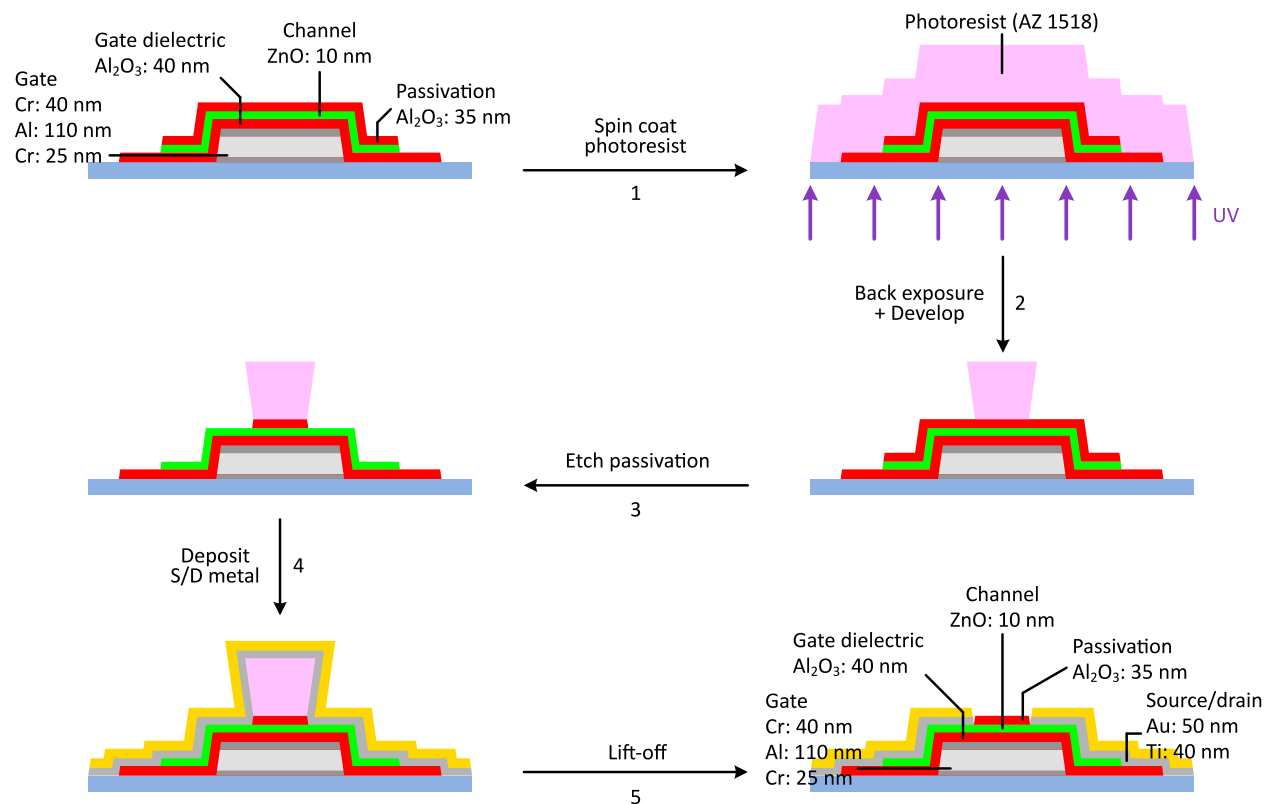 Gate dielectric
Al₂O₃: 40 nm
Channel
ZnO: 10 nm
Gate
Cr: 40 nm
Al: 110 nm
Cr: 25 nm
Passivation
Al₂O₃: 35 nm
Spin coat
photoresist
1
Photoresist (AZ 1518)
UV
Back exposure
+ Develop
2
Etch passivation
3
Deposit
S/D metal
4
Lift-off
5
Channel
ZnO: 10 nm
Gate dielectric
Al₂O₃: 40 nm
Passivation
Al₂O₃: 35 nm
Gate
Cr: 40 nm
Al: 110 nm
Cr: 25 nm
Source/drain
Au: 50 nm
Ti: 40 nm